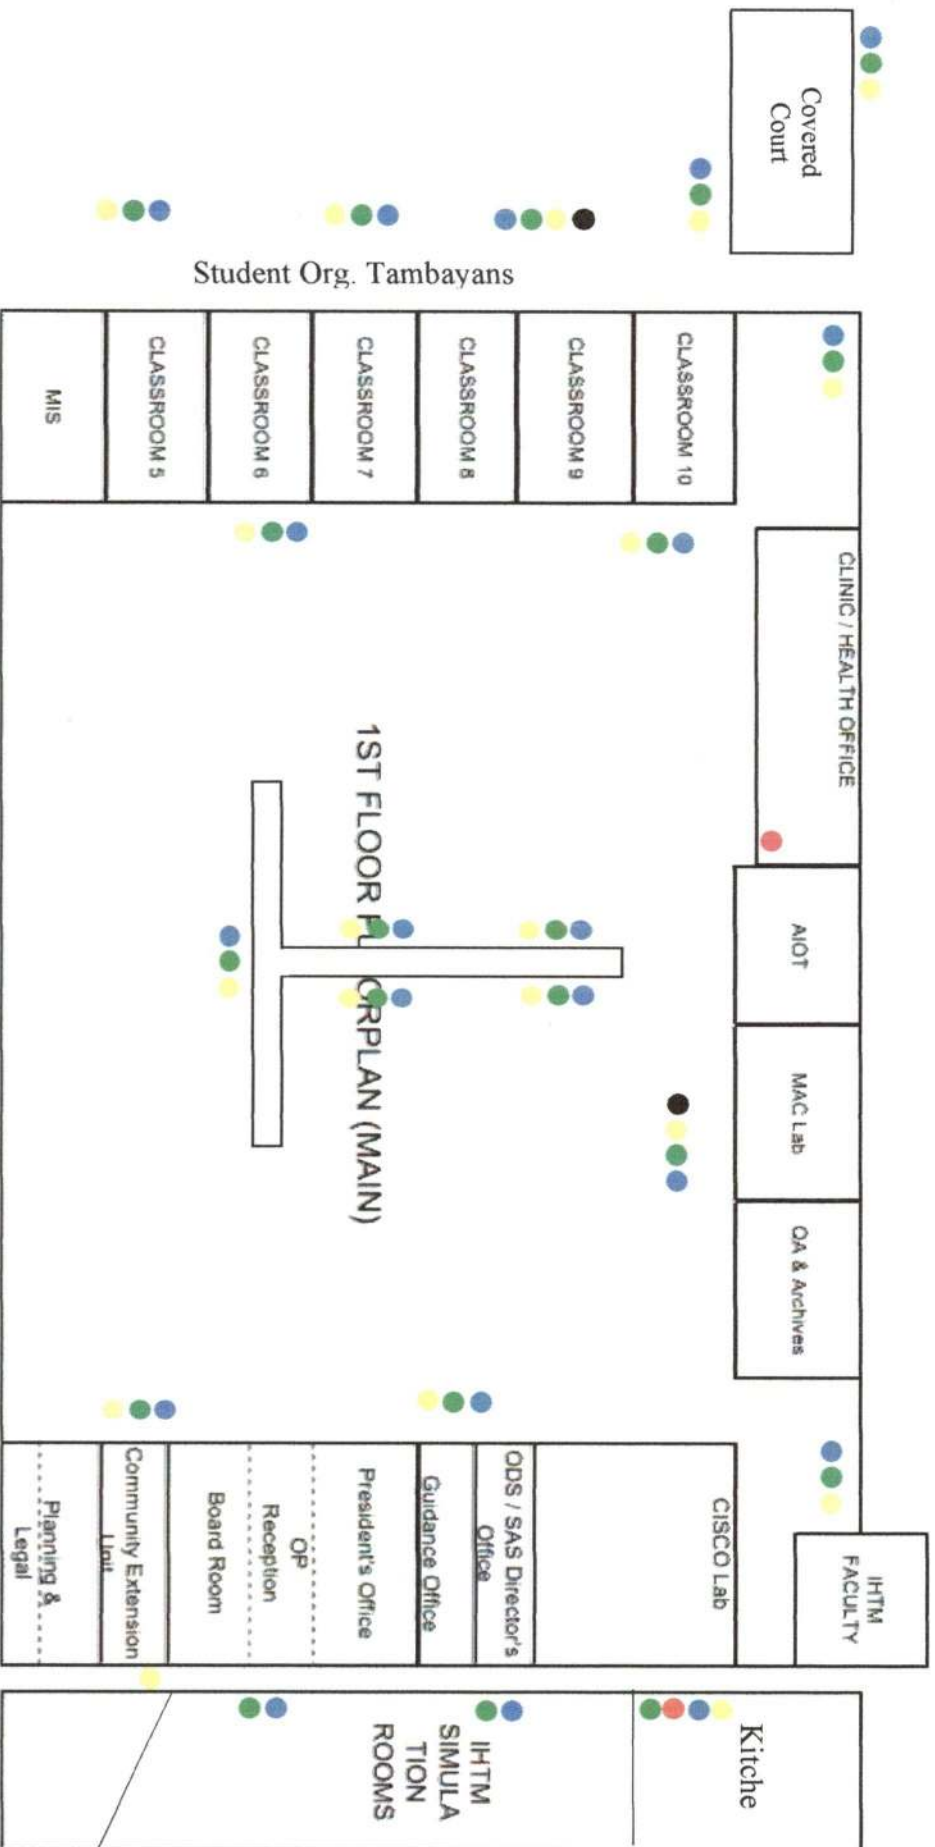 Covered
Court
Student Org. Tambayans
CLASSROOM 10
CLASSROOM 9
CLASSROOM 8
CLASSROOM 7
CLASSROOM 6
CLASSROOM 5
MIS
CLINIC / HEALTH OFFICE
AIOT
MAC Lab
QA & Archives
1ST FLOOR FLOORPLAN (MAIN)
IHTM
FACULTY
CISCO Lab
ODS / SAS Director's
Office
Guidance Office
President's Office
OP
Reception
Board Room
Community Extension
Unit
Planning &
Legal
Kitche
IHTM
SIMULA
TION
ROOMS